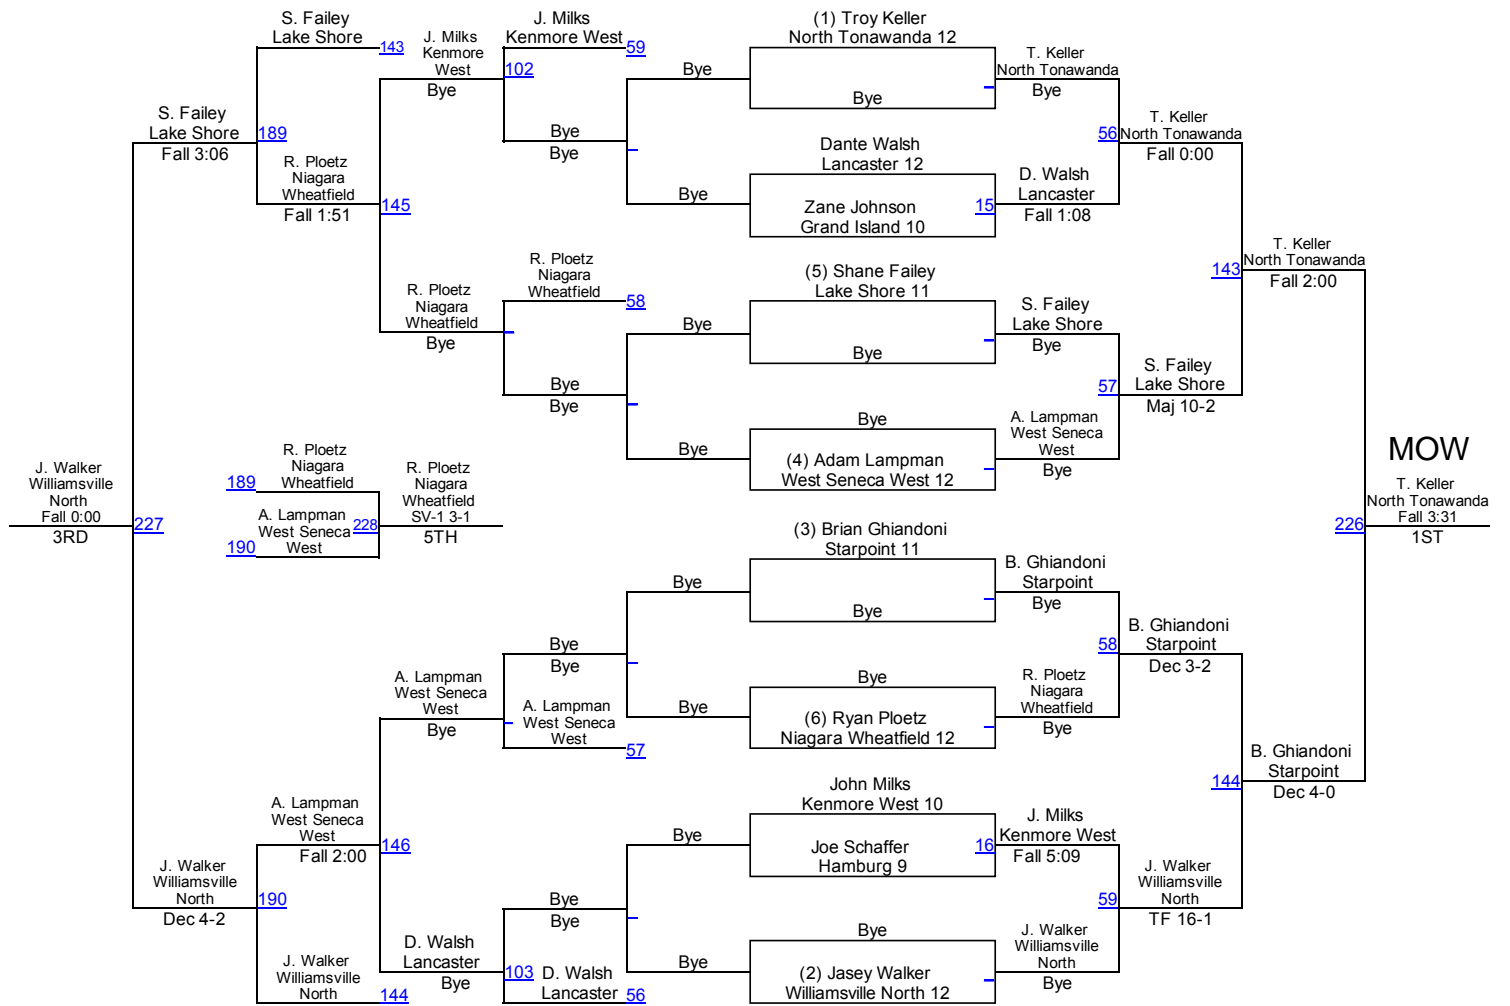 S. Failey
Lake Shore
143
J. Milks
Kenmore
West
Bye
J. Milks
Kenmore West
59
102
(1) Troy Keller
North Tonawanda 12
Bye
Bye
T. Keller
North Tonawanda
Bye
S. Failey
Lake Shore
Fall 3:06
189
Bye
Bye
56
T. Keller
North Tonawanda
Fall 0:00
R. Ploetz
Niagara
Wheatfield
Fall 1:51
145
Bye
Dante Walsh
Lancaster 12
Zane Johnson
Grand Island 10
15
D. Walsh
Lancaster
Fall 1:08
T. Keller
North Tonawanda
Fall 2:00
143
R. Ploetz
Niagara
Wheatfield
Bye
R. Ploetz
Niagara
Wheatfield
58
(5) Shane Failey
Lake Shore 11
Bye
Bye
S. Failey
Lake Shore
Bye
Bye
Bye
57
S. Failey
Lake Shore
Maj 10-2
Bye
Bye
(4) Adam Lampman
West Seneca West 12
A. Lampman
West Seneca
West
Bye
MOW
J. Walker
Williamsville
North
Fall 0:00
3RD
227
R. Ploetz
Niagara
Wheatfield
189
A. Lampman
West Seneca
West
190
228
R. Ploetz
Niagara
Wheatfield
SV-1 3-1
5TH
226
T. Keller
North Tonawanda
Fall 3:31
1ST
(3) Brian Ghiandoni
Starpoint 11
Bye
Bye
B. Ghiandoni
Starpoint
Bye
Bye
Bye
58
B. Ghiandoni
Starpoint
Dec 3-2
A. Lampman
West Seneca
West
Bye
A. Lampman
West Seneca
West
57
Bye
Bye
(6) Ryan Ploetz
Niagara Wheatfield 12
R. Ploetz
Niagara
Wheatfield
Bye
144
B. Ghiandoni
Starpoint
Dec 4-0
A. Lampman
West Seneca
West
Fall 2:00
146
Bye
John Milks
Kenmore West 10
Joe Schaffer
Hamburg 9
16
J. Milks
Kenmore West
Fall 5:09
J. Walker
Williamsville
North
Dec 4-2
190
Bye
Bye
59
J. Walker
Williamsville
North
TF 16-1
J. Walker
Williamsville
North
144
D. Walsh
Lancaster
Bye
103
D. Walsh
Lancaster
56
Bye
Bye
(2) Jasey Walker
Williamsville North 12
J. Walker
Williamsville
North
Bye